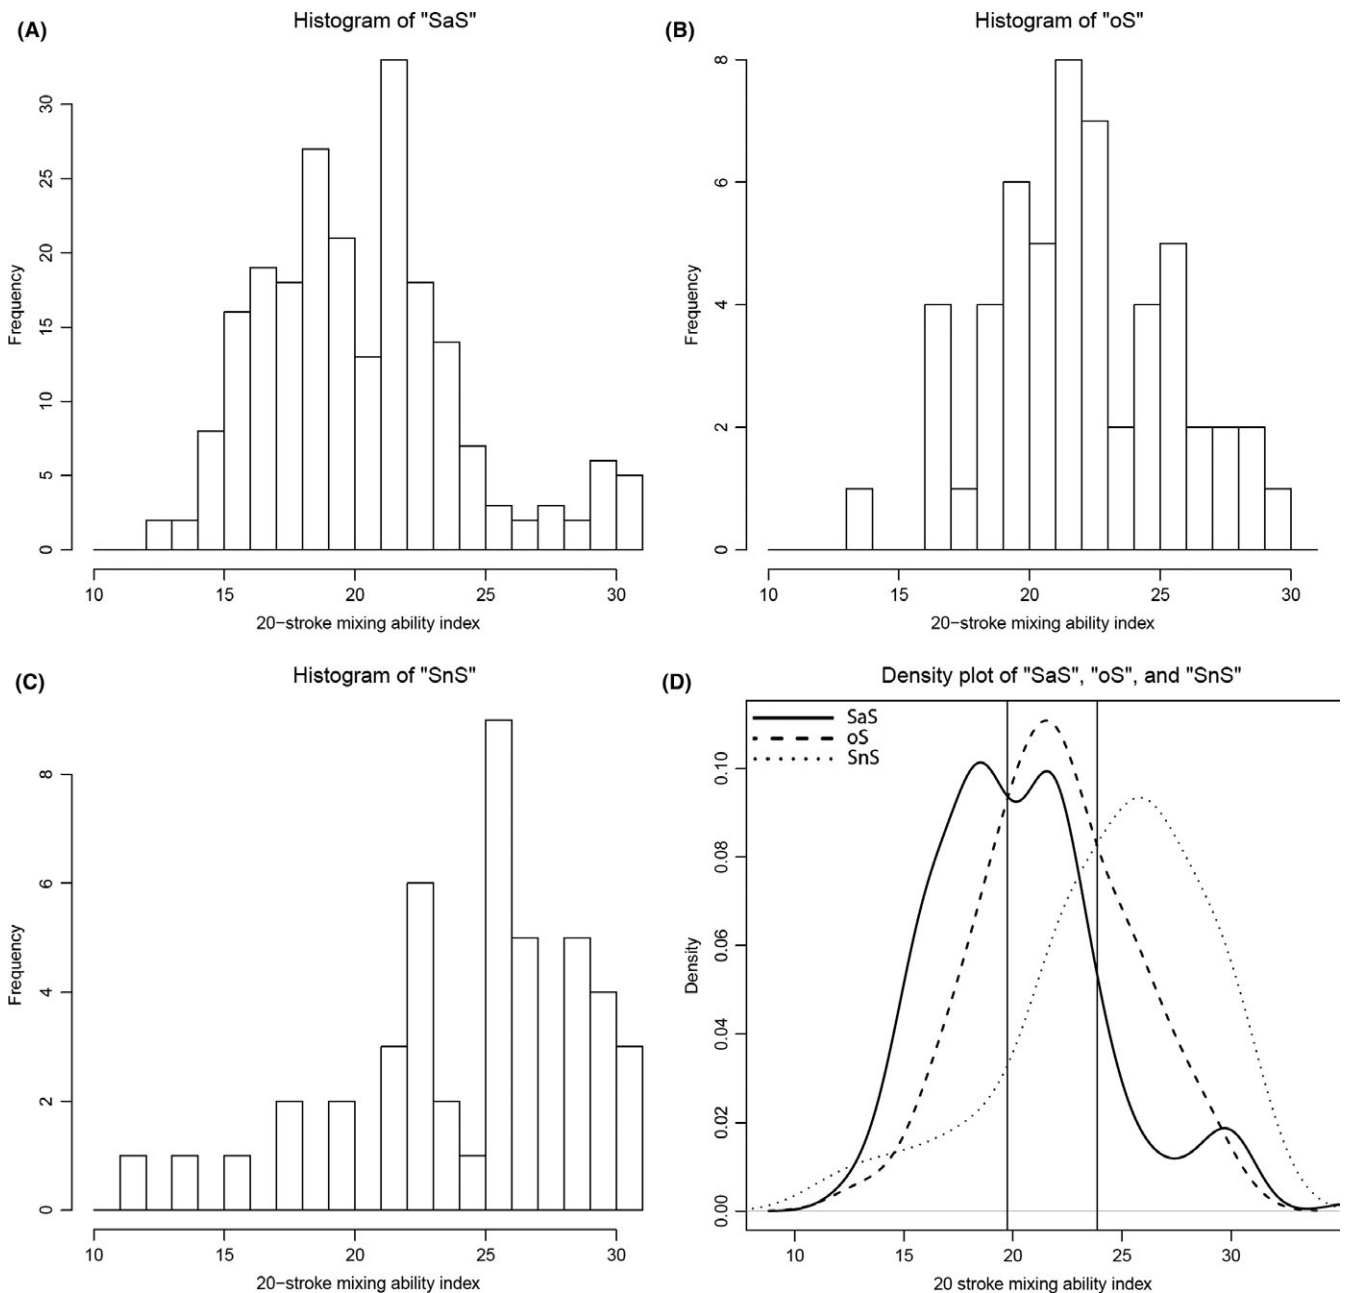 (A)
Histogram of "SaS"
Frequency
30
25
20
15
10
5
0
10 15 20 25 30
20−stroke mixing ability index
(B)
Histogram of "oS"
Frequency
8
6
4
2
0
10 15 20 25 30
20−stroke mixing ability index
(C)
Histogram of "SnS"
Frequency
8
6
4
2
0
10 15 20 25 30
20−stroke mixing ability index
(D)
Density plot of "SaS", "oS", and "SnS"
SaS
oS
SnS
Density
0.10
0.08
0.06
0.04
0.02
0.00
10 15 20 25 30
20 stroke mixing ability index